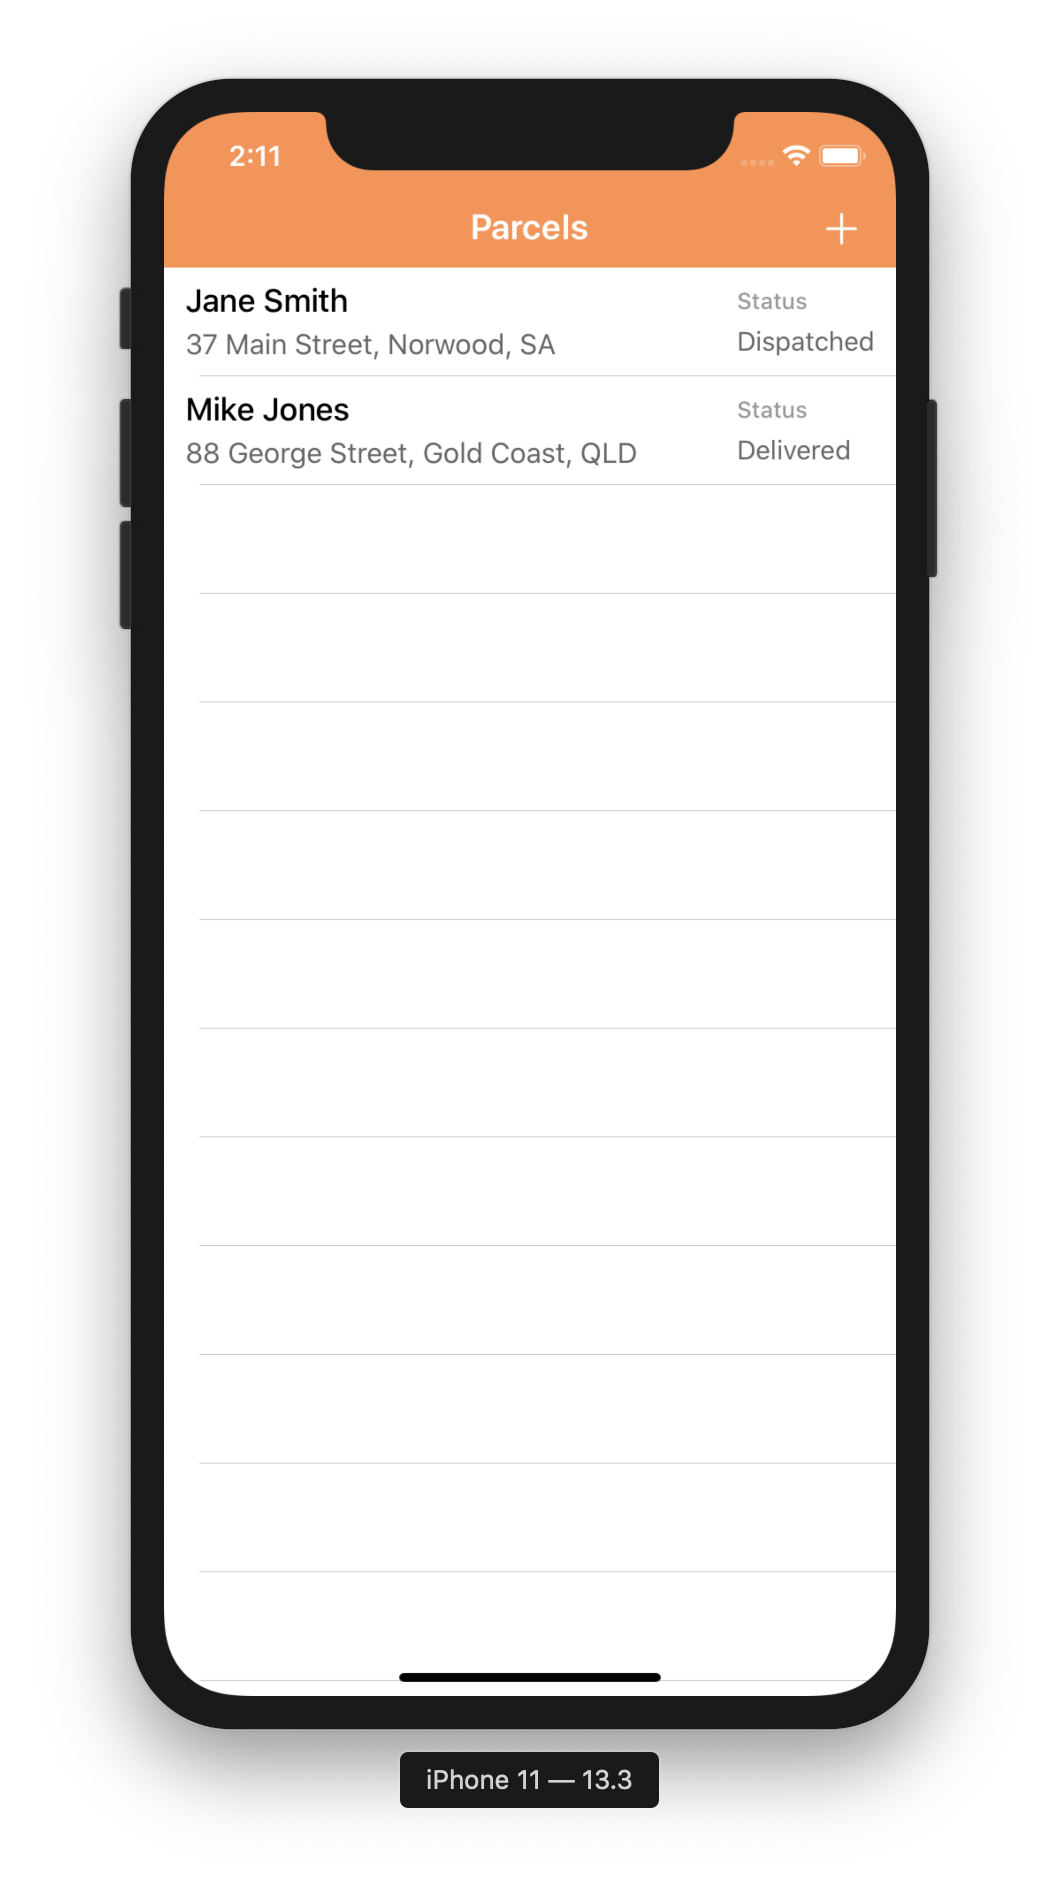 2:11
Parcels
Jane Smith
Status
37 Main Street, Norwood, SA
Dispatched
Mike Jones
Status
88 George Street, Gold Coast, QLD
Delivered
iPhone 11 — 13.3